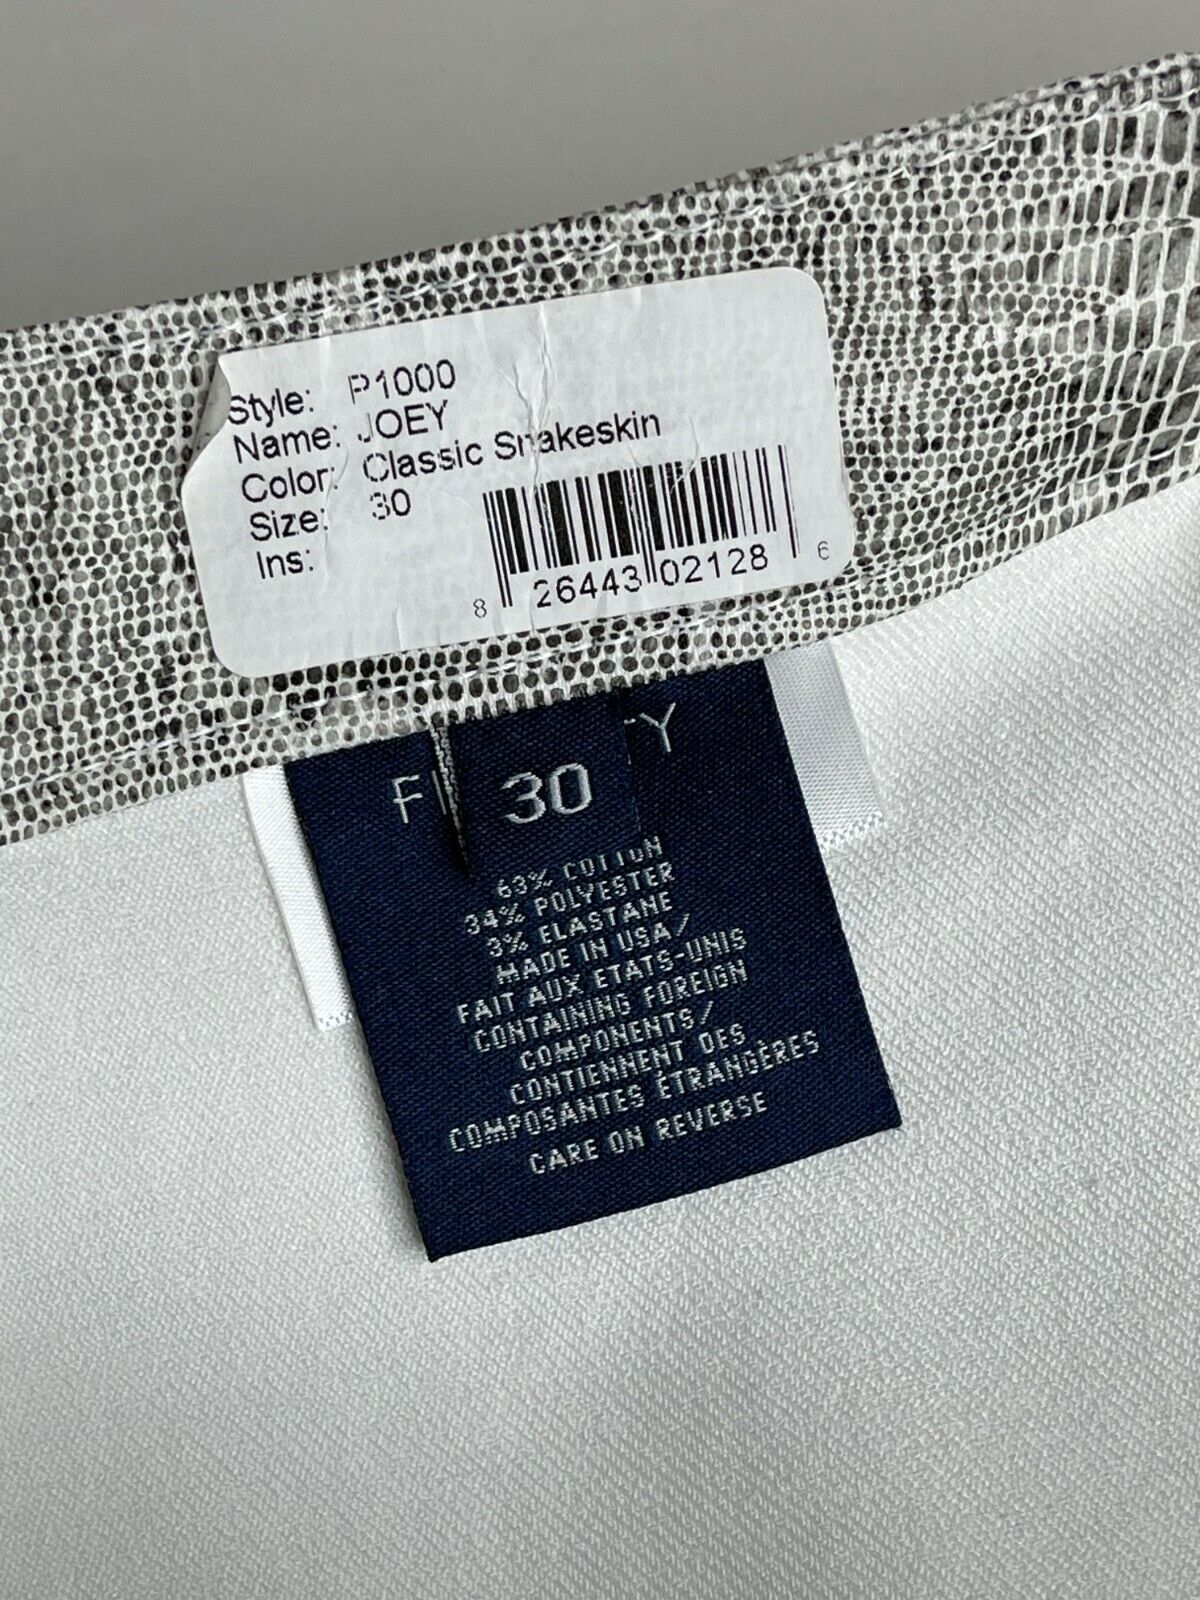 Style: P1000
Name: JOEY
Color: Classic Snakeskin
Size: 30
Ins:
8 26443 02128 6
30
63% COTTON
34% POLYESTER
3% ELASTANE
MADE IN USA/
FAIT AUX ETATS-UNIS
CONTAINING FOREIGN
COMPONENTS/
CONTIENNENT DES
COMPOSANTES ÉTRANGÈRES
CARE ON REVERSE